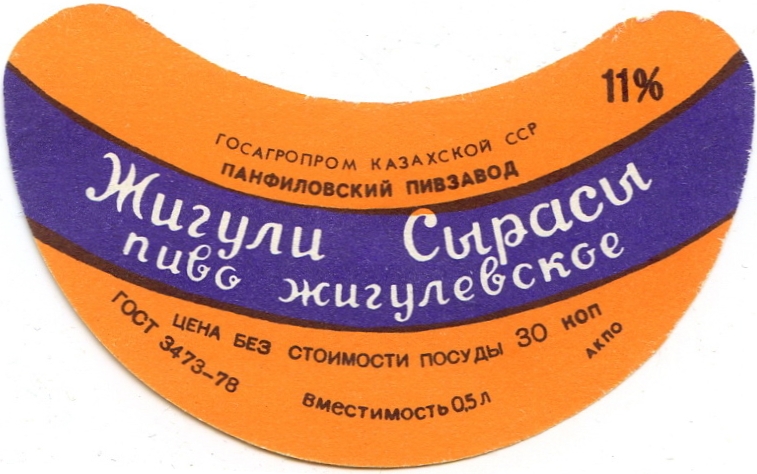 11%
ГОСАГРОПРОМ КАЗАХСКОЙ ССР
ПАНФИЛОВСКИЙ ПИВЗАВОД
Жигули Сырасы
пиво жигулевское
ЦЕНА БЕЗ СТОИМОСТИ ПОСУДЫ 30 КОП
ГОСТ 3473-78
АКПО
Вместимость 0,5 л